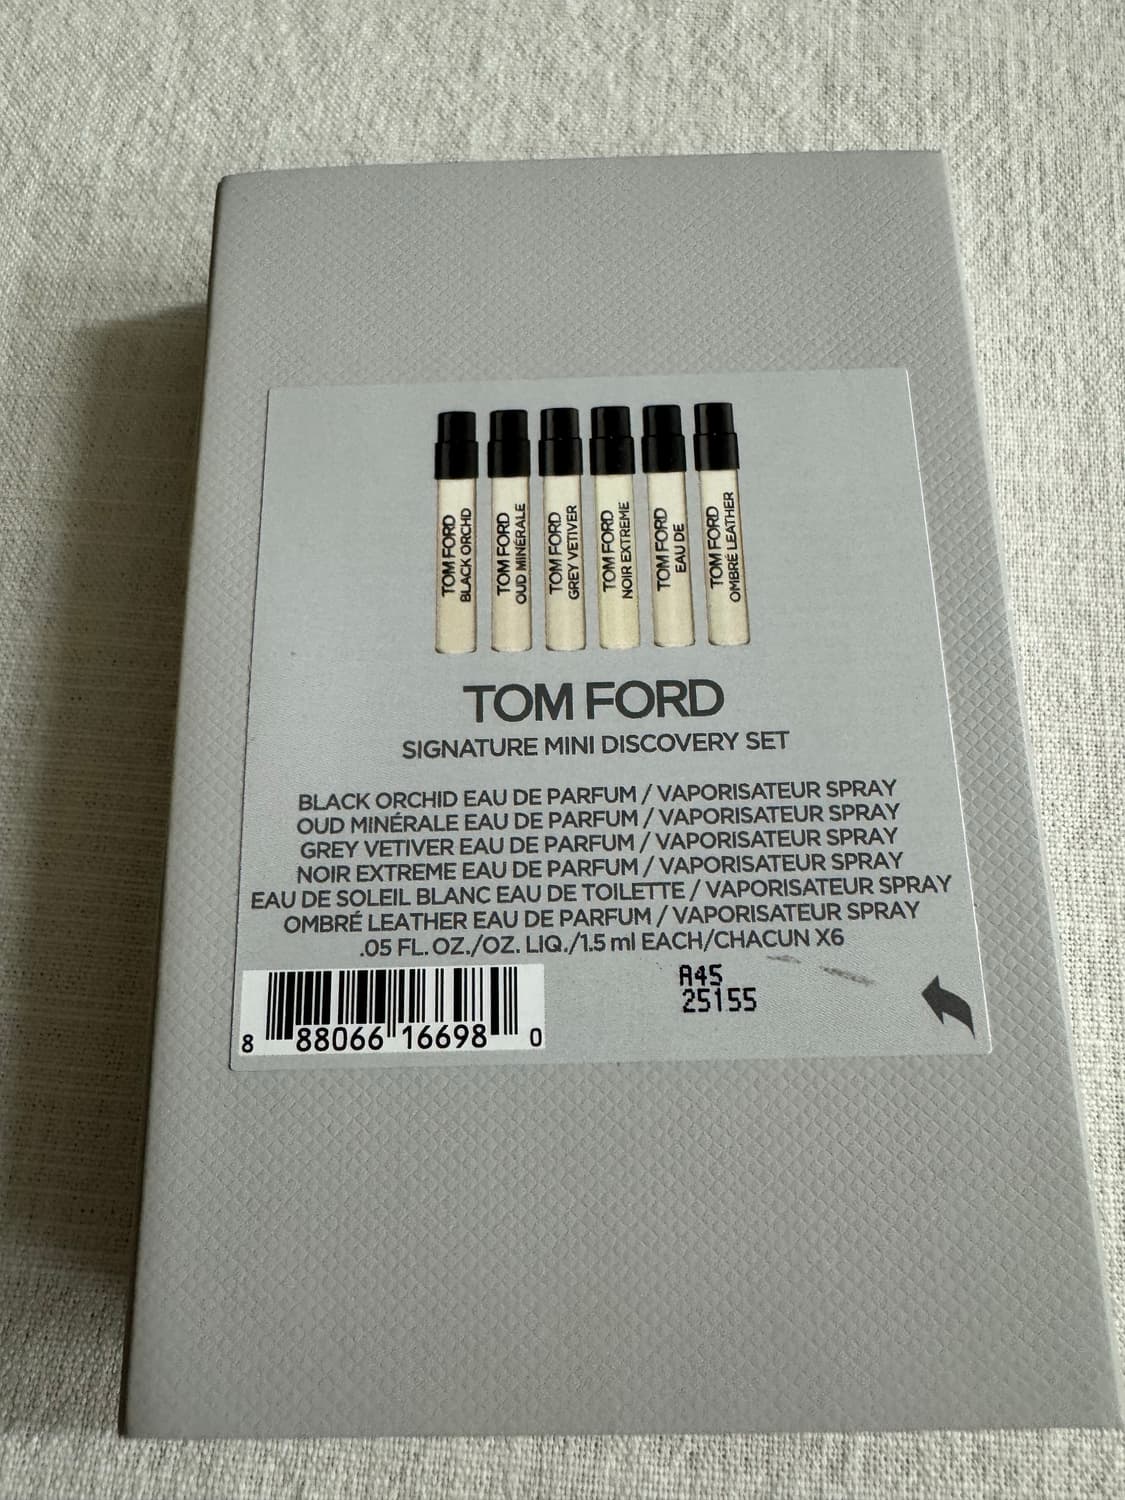 TOM FORD
BLACK ORCHD
TOM FORD
OUD MINÉRALE
TOM FORD
GREY VETIVER
TOM FORD
NOIR EXTREME
TOM FORD
EAU DE
TOM FORD
OMBRÉ LEATHER
TOM FORD
SIGNATURE MINI DISCOVERY SET
BLACK ORCHID EAU DE PARFUM / VAPORISATEUR SPRAY
OUD MINÉRALE EAU DE PARFUM / VAPORISATEUR SPRAY
GREY VETIVER EAU DE PARFUM / VAPORISATEUR SPRAY
NOIR EXTREME EAU DE PARFUM / VAPORISATEUR SPRAY
EAU DE SOLEIL BLANC EAU DE TOILETTE / VAPORISATEUR SPRAY
OMBRÉ LEATHER EAU DE PARFUM / VAPORISATEUR SPRAY
.05 FL. OZ./OZ. LIQ./1.5 ml EACH/CHACUN X6
A45
25155
8 88066 16698 0